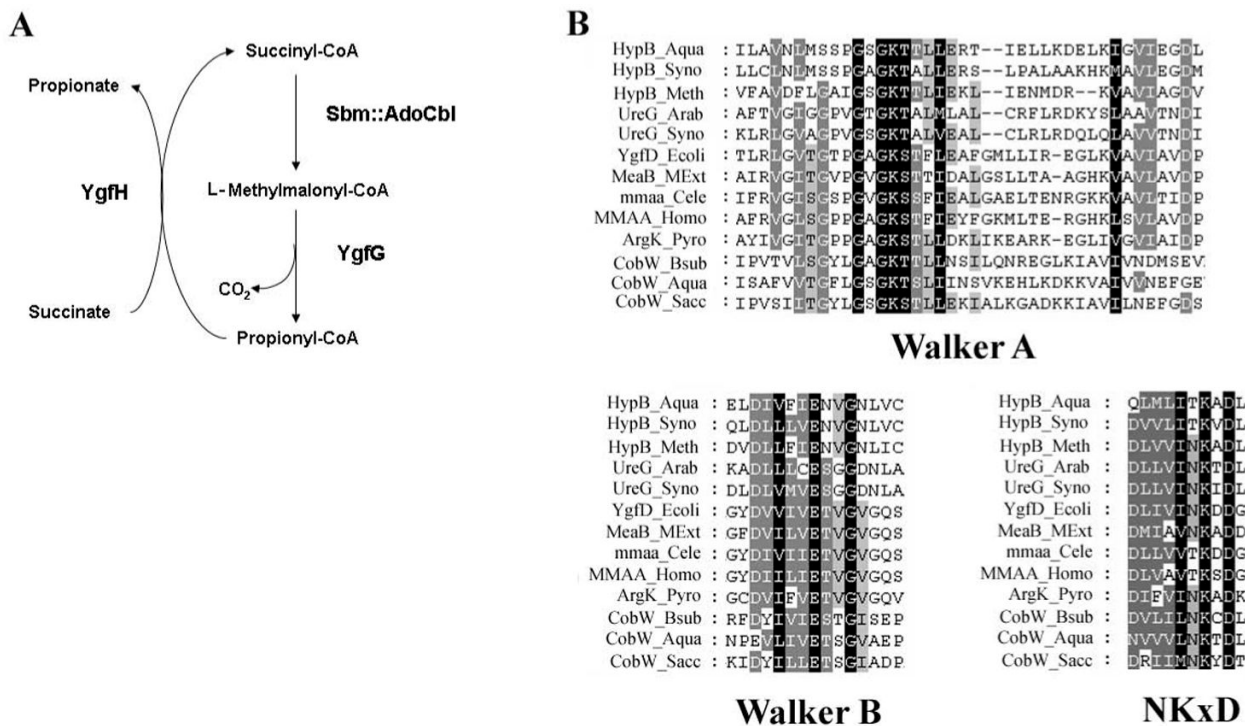 A
Succinyl-CoA
Propionate
Sbm::AdoCbl
L-Methylmalonyl-CoA
YgfH
YgfG
CO2
Succinate
Propionyl-CoA
B
HypB_Aqua : ILAVNLMSSPGSGKTTLLERT--IELLKDELKIGVIEGDL
HypB_Syno : LLCLNLMSSPGAGKTALLERS--LPALAAKHKMAVLEGDM
HypB_Meth : VFAVDFLGAIGSGKTTLIEKL--IENMDR--KVAVIAGDV
UreG_Arab : AFTVGIGGPVGTGKTALMLAL--CRFLRDKYSLAAVTNDI
UreG_Syno : KLRLGVAGPVGSGKTALVEAL--CLRLRDQLQLAVVTNDI
YgfD_Ecoli : TLRLGVTGTPGAGKSTFLEAFGMLLIR-EGLKVAVIAVDP
MeaB_MExt : AIRVGITGVPGVGKSTTIDALGSLLTA-AGHKVAVLAVDP
mmaa_Cele : IFRVGLSGSPGVGKSSFIEALGAELTENRGKKVAVLTIDP
MMAA_Homo : AFRVGLSGPPGAGKSTFIEYFGKMLTE-RGHKLSVLAVDP
ArgK_Pyro : AYIVGITGPPGAGKSTLLDKLIKEARK-EGLIVGVIAIDP
CobW_Bsub : IPVTVLSGYLGAGKTTLLNSILQNREGLKIAVIVNDMSEV
CobW_Aqua : ISAFVVTGFLGSGKTSLIINSVKEHLKDKKVAIVVNEFGE
CobW_Sacc : IPVSIITGYLGSGKTSLLEKIALKGADKKIAVILNEFGDS
Walker A
HypB_Aqua : ELDIVFIENVGNLVC
HypB_Syno : QLDLLLVENVGNLVC
HypB_Meth : DVDLLFIENVGNLIC
UreG_Arab : KADLLLCESGGDNLA
UreG_Syno : DLDLVMVESGGDNLA
YgfD_Ecoli : GYDVVIVETVGVGQS
MeaB_MExt : GFDVILVETVGVGQS
mmaa_Cele : GYDIVIIETVGVGQS
MMAA_Homo : GYDIILIETVGVGQS
ArgK_Pyro : GCDVIFVETVGVGQV
CobW_Bsub : RFDYIVIESTGISEP
CobW_Aqua : NPEVLIVETSGVAEP
CobW_Sacc : KIDYILLETSGIADP
Walker B
HypB_Aqua : QLMLITKADL
HypB_Syno : DVVLITKVDL
HypB_Meth : DLVVINKADL
UreG_Arab : DLLVINKTDL
UreG_Syno : DLLVINKIDL
YgfD_Ecoli : DLIVINKDDG
MeaB_MExt : DMIAVNKADD
mmaa_Cele : DLLVVTKDDG
MMAA_Homo : DLVAVTKSDG
ArgK_Pyro : DIFVINKADK
CobW_Bsub : DVLILNKCDL
CobW_Aqua : NVVVLNKTDL
CobW_Sacc : DRIIMNKYDT
NKxD